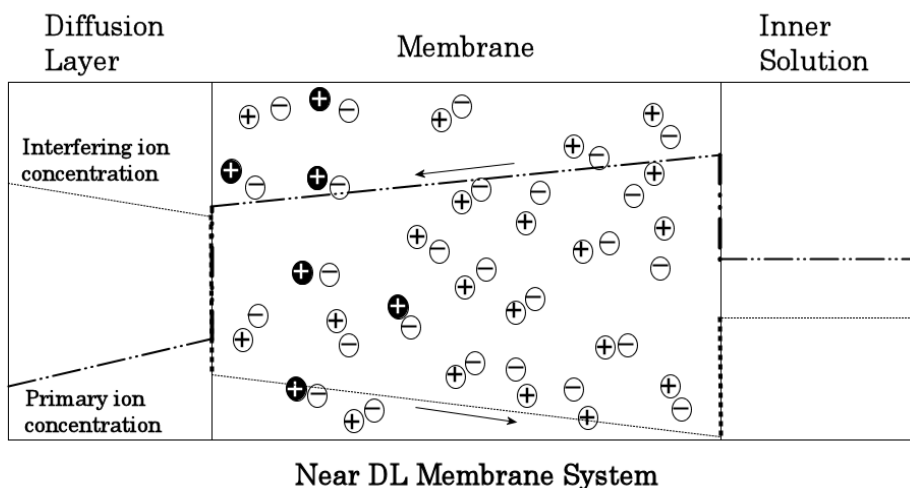 Diffusion
Layer
Membrane
Inner
Solution
Interfering ion
concentration
Primary ion
concentration
Near DL Membrane System